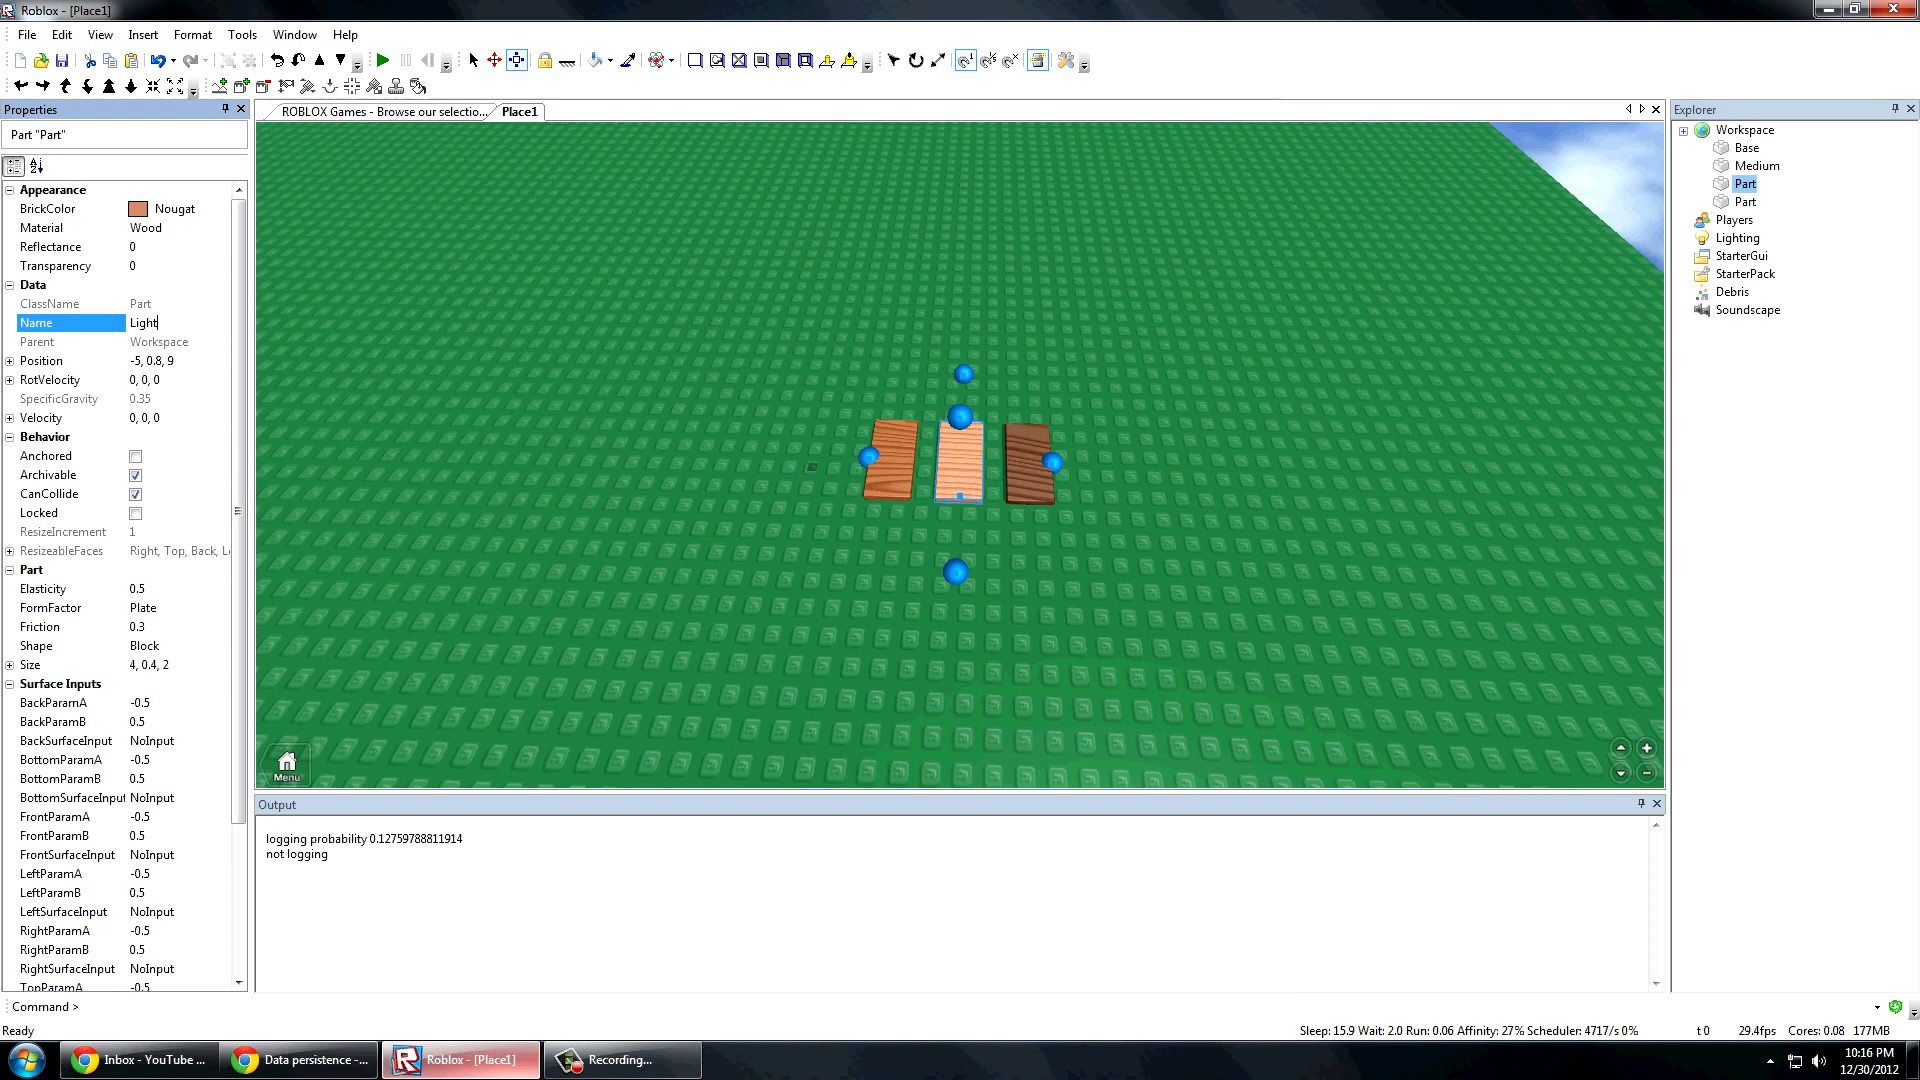 Roblox - [Place1]
File Edit View Insert Format Tools Window Help
Properties
Part "Part"
Appearance
BrickColor Nougat
Material Wood
Reflectance 0
Transparency 0
Data
ClassName Part
Name Light
Parent Workspace
Position -5, 0.8, 9
RotVelocity 0, 0, 0
SpecificGravity 0.35
Velocity 0, 0, 0
Behavior
Anchored
Archivable
CanCollide
Locked
ResizeIncrement 1
ResizeableFaces Right, Top, Back, L
Part
Elasticity 0.5
FormFactor Plate
Friction 0.3
Shape Block
Size 4, 0.4, 2
Surface Inputs
BackParamA -0.5
BackParamB 0.5
BackSurfaceInput NoInput
BottomParamA -0.5
BottomParamB 0.5
BottomSurfaceInput NoInput
FrontParamA -0.5
FrontParamB 0.5
FrontSurfaceInput NoInput
LeftParamA -0.5
LeftParamB 0.5
LeftSurfaceInput NoInput
RightParamA -0.5
RightParamB 0.5
RightSurfaceInput NoInput
TopParamA -0.5
ROBLOX Games - Browse our selectio... Place1
Menu
Output
logging probability 0.12759788811914
not logging
Explorer
Workspace
Base
Medium
Part
Part
Players
Lighting
StarterGui
StarterPack
Debris
Soundscape
Command >
Ready
Sleep: 15.9 Wait: 2.0 Run: 0.06 Affinity: 27% Scheduler: 4717/s 0% t 0 29.4fps Cores: 0.08 177MB
Inbox - YouTube ... Data persistence -... Roblox - [Place1] Recording...
10:16 PM
12/30/2012